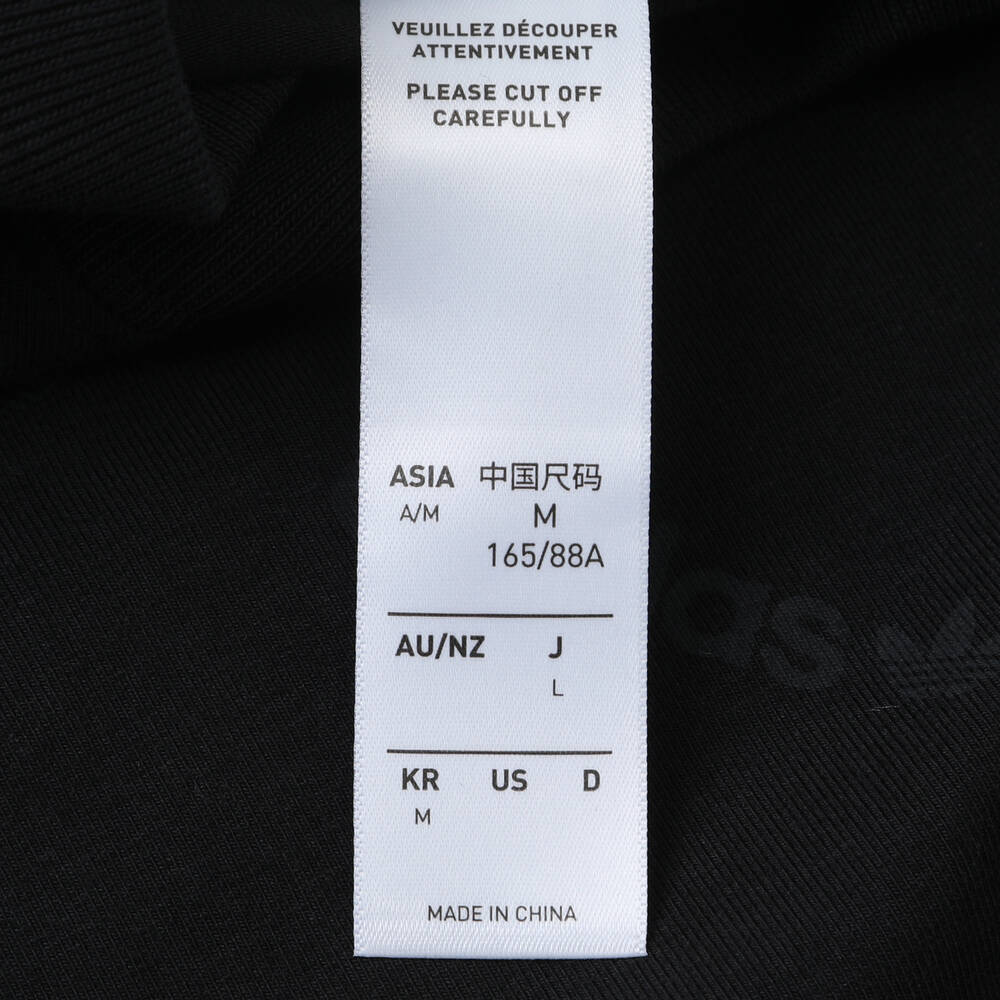 VEUILLEZ DÉCOUPER
ATTENTIVEMENT
PLEASE CUT OFF
CAREFULLY
ASIA 中国尺码
A/M M
165/88A
AU/NZ J
L
KR US D
M
MADE IN CHINA